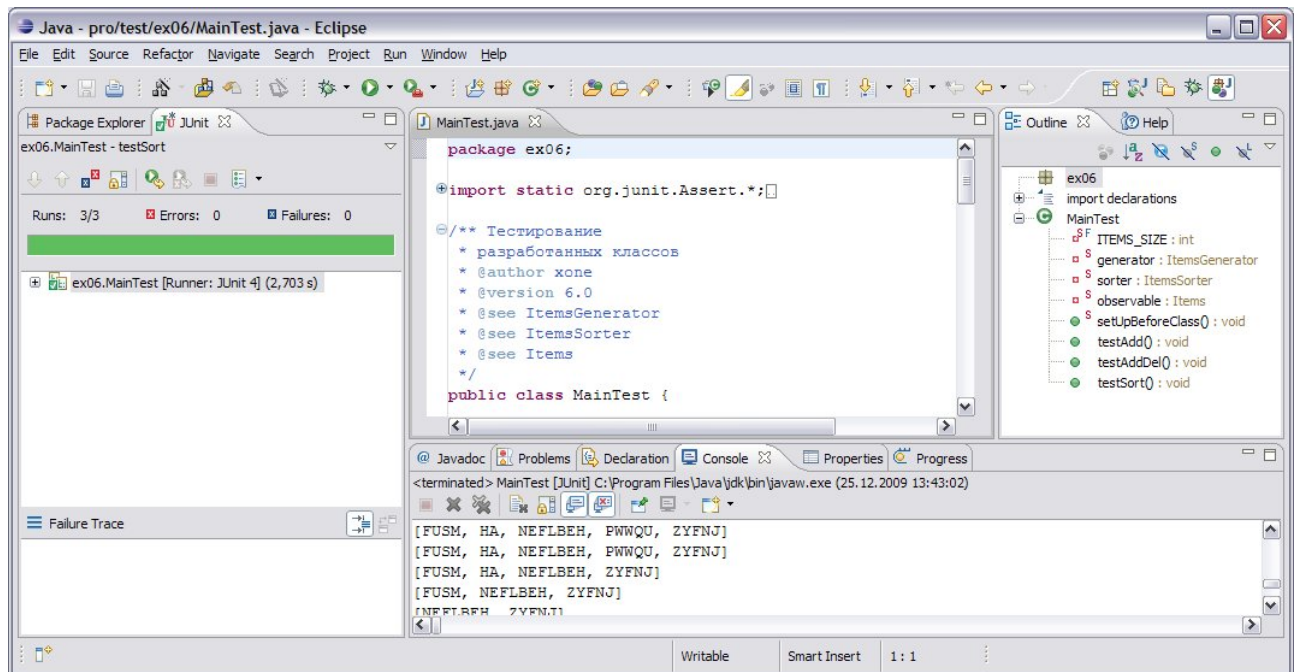 Java - pro/test/ex06/MainTest.java - Eclipse
File Edit Source Refactor Navigate Search Project Run Window Help
Package Explorer JUnit
ex06.MainTest - testSort
Runs: 3/3 Errors: 0 Failures: 0
ex06.MainTest [Runner: JUnit 4] (2,703 s)
Failure Trace
MainTest.java
package ex06;
import static org.junit.Assert.*;
/** Тестирование
* разработанных классов
* @author xone
* @version 6.0
* @see ItemsGenerator
* @see ItemsSorter
* @see Items
*/
public class MainTest {
Outline Help
ex06
import declarations
MainTest
ITEMS_SIZE : int
generator : ItemsGenerator
sorter : ItemsSorter
observable : Items
setUpBeforeClass() : void
testAdd() : void
testAddDel() : void
testSort() : void
@ Javadoc Problems Declaration Console Properties Progress
<terminated> MainTest [JUnit] C:\Program Files\Java\jdk\bin\javaw.exe (25.12.2009 13:43:02)
[FUSM, HA, NEFLBEH, PWWQU, ZYFNJ]
[FUSM, HA, NEFLBEH, PWWQU, ZYFNJ]
[FUSM, HA, NEFLBEH, ZYFNJ]
[FUSM, NEFLBEH, ZYFNJ]
[NEFLBEH, ZYFNJ]
Writable Smart Insert 1 : 1